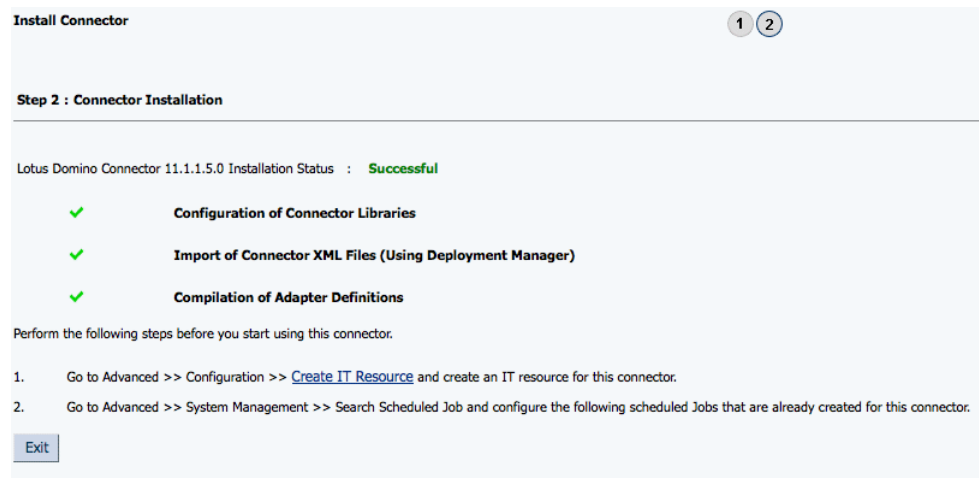 Install Connector
1 2
Step 2 : Connector Installation
Lotus Domino Connector 11.1.1.5.0 Installation Status : Successful
Configuration of Connector Libraries
Import of Connector XML Files (Using Deployment Manager)
Compilation of Adapter Definitions
Perform the following steps before you start using this connector.
1. Go to Advanced >> Configuration >> Create IT Resource and create an IT resource for this connector.
2. Go to Advanced >> System Management >> Search Scheduled Job and configure the following scheduled Jobs that are already created for this connector.
Exit